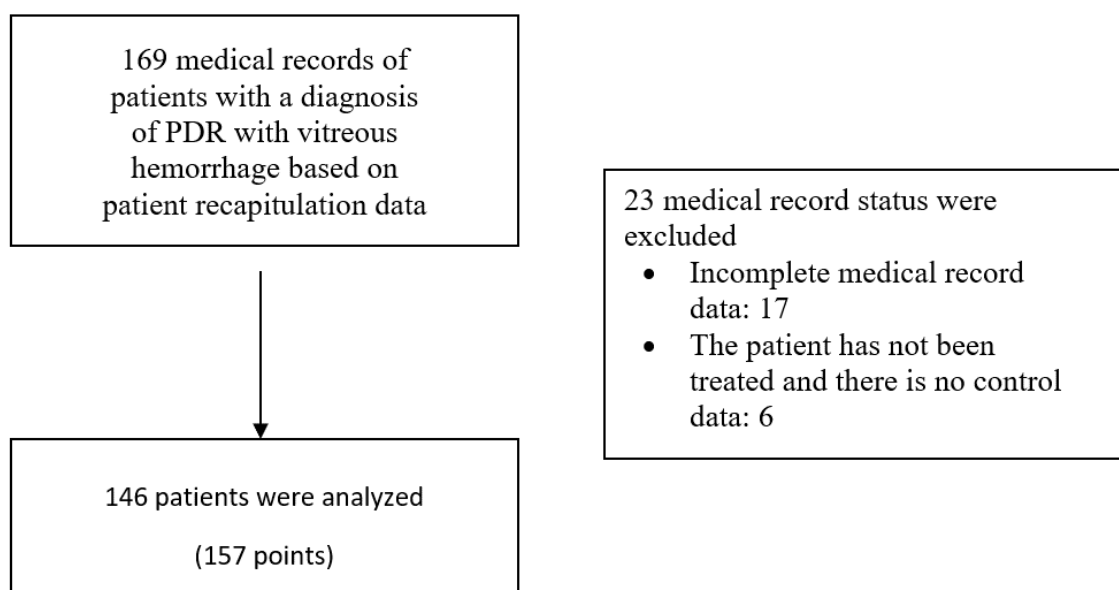 169 medical records of
patients with a diagnosis
of PDR with vitreous
hemorrhage based on
patient recapitulation data
23 medical record status were
excluded
• Incomplete medical record
data: 17
• The patient has not been
treated and there is no control
data: 6
146 patients were analyzed
(157 points)